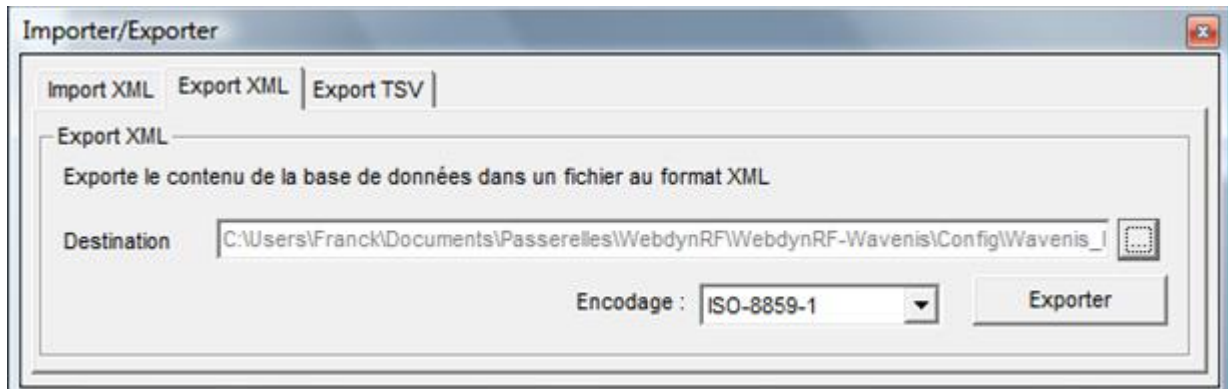 Importer/Exporter
Import XML Export XML Export TSV
Export XML
Exporte le contenu de la base de données dans un fichier au format XML
Destination C:\Users\Franck\Documents\Passerelles\WebdynRF\WebdynRF-Wavenis\Config\Wavenis_ ...
Encodage : ISO-8859-1 Exporter